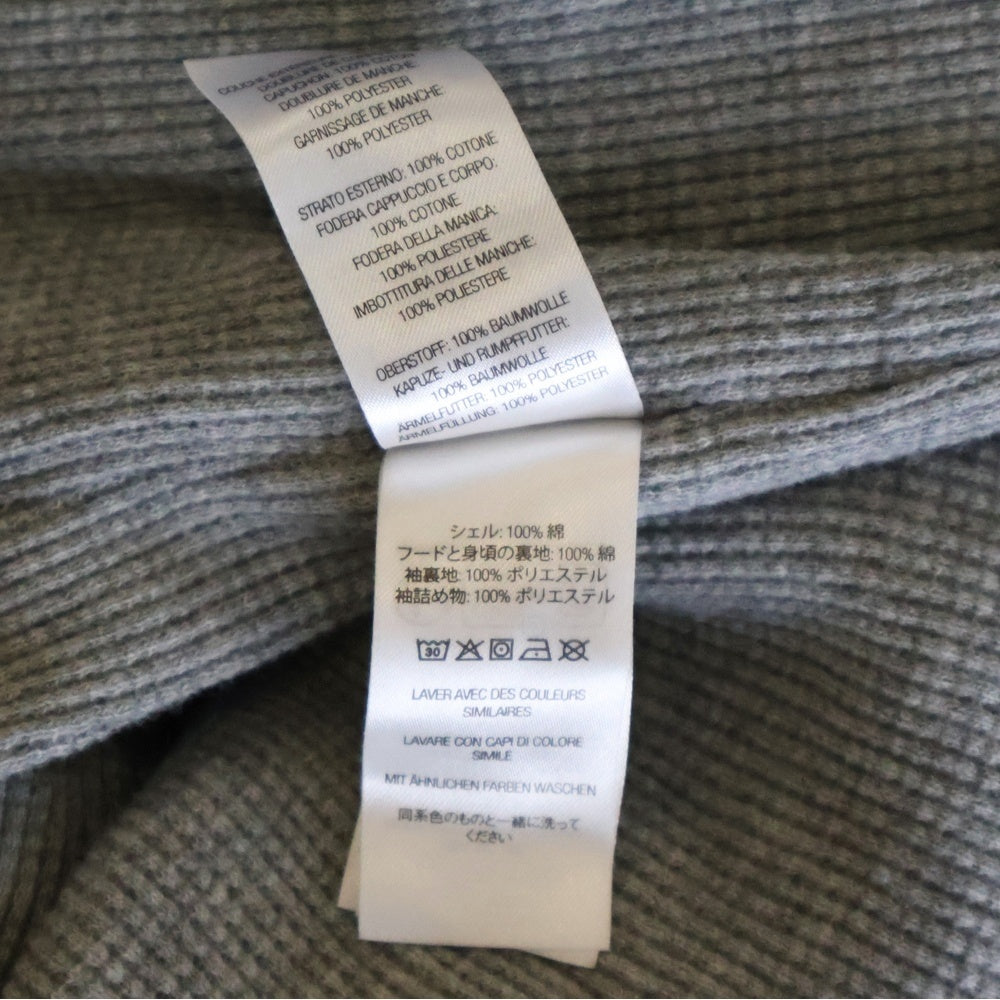 DOUBLURE DE
CAPUCHON
DOUBLURE DE MANCHE
100% POLYESTER
GARNISSAGE DE MANCHE:
100% POLYESTER
STRATO ESTERNO: 100% COTONE
FODERA CAPPUCCIO E CORPO:
100% COTONE
FODERA DELLA MANICA:
100% POLIESTERE
IMBOTTITURA DELLE MANICHE:
100% POLIESTERE
OBERSTOFF: 100% BAUMWOLLE
KAPUZE- UND RUMPFFUTTER:
100% BAUMWOLLE
ÄRMELFUTTER: 100% POLYESTER
ÄRMELFÜLLUNG: 100% POLYESTER
シェル: 100% 綿
フードと身頃の裏地: 100% 綿
袖裏地: 100% ポリエステル
袖詰め物: 100% ポリエステル
30
LAVER AVEC DES COULEURS
SIMILAIRES
LAVARE CON CAPI DI COLORE
SIMILE
MIT ÄHNLICHEN FARBEN WASCHEN
同系色のものと一緒に洗って
ください